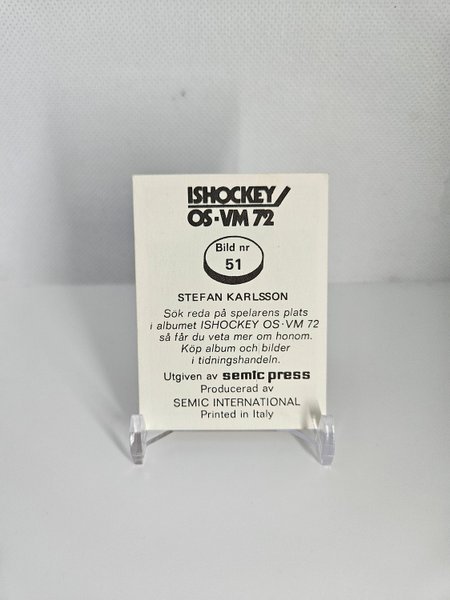 ISHOCKEY/
OS·VM 72
Bild nr
51
STEFAN KARLSSON
Sök reda på spelarens plats
i albumet ISHOCKEY OS·VM 72
så får du veta mer om honom.
Köp album och bilder
i tidningshandeln.
Utgiven av semic press
Producerad av
SEMIC INTERNATIONAL
Printed in Italy